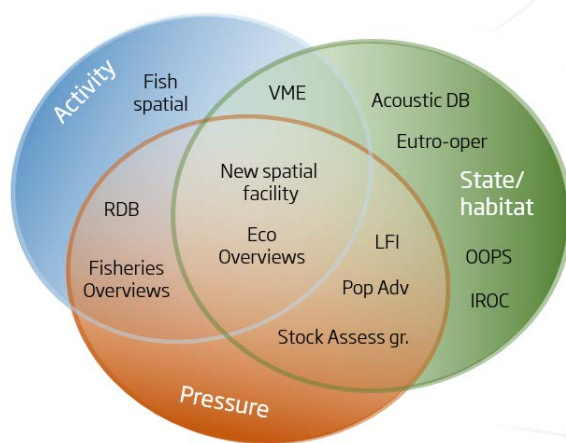 Activity
Fish
spatial
VME
Acoustic DB
Eutro-oper
New spatial
facility
State/
habitat
RDB
Eco
Overviews
LFI
OOPS
Fisheries
Overviews
Pop Adv
IROC
Stock Assess gr.
Pressure